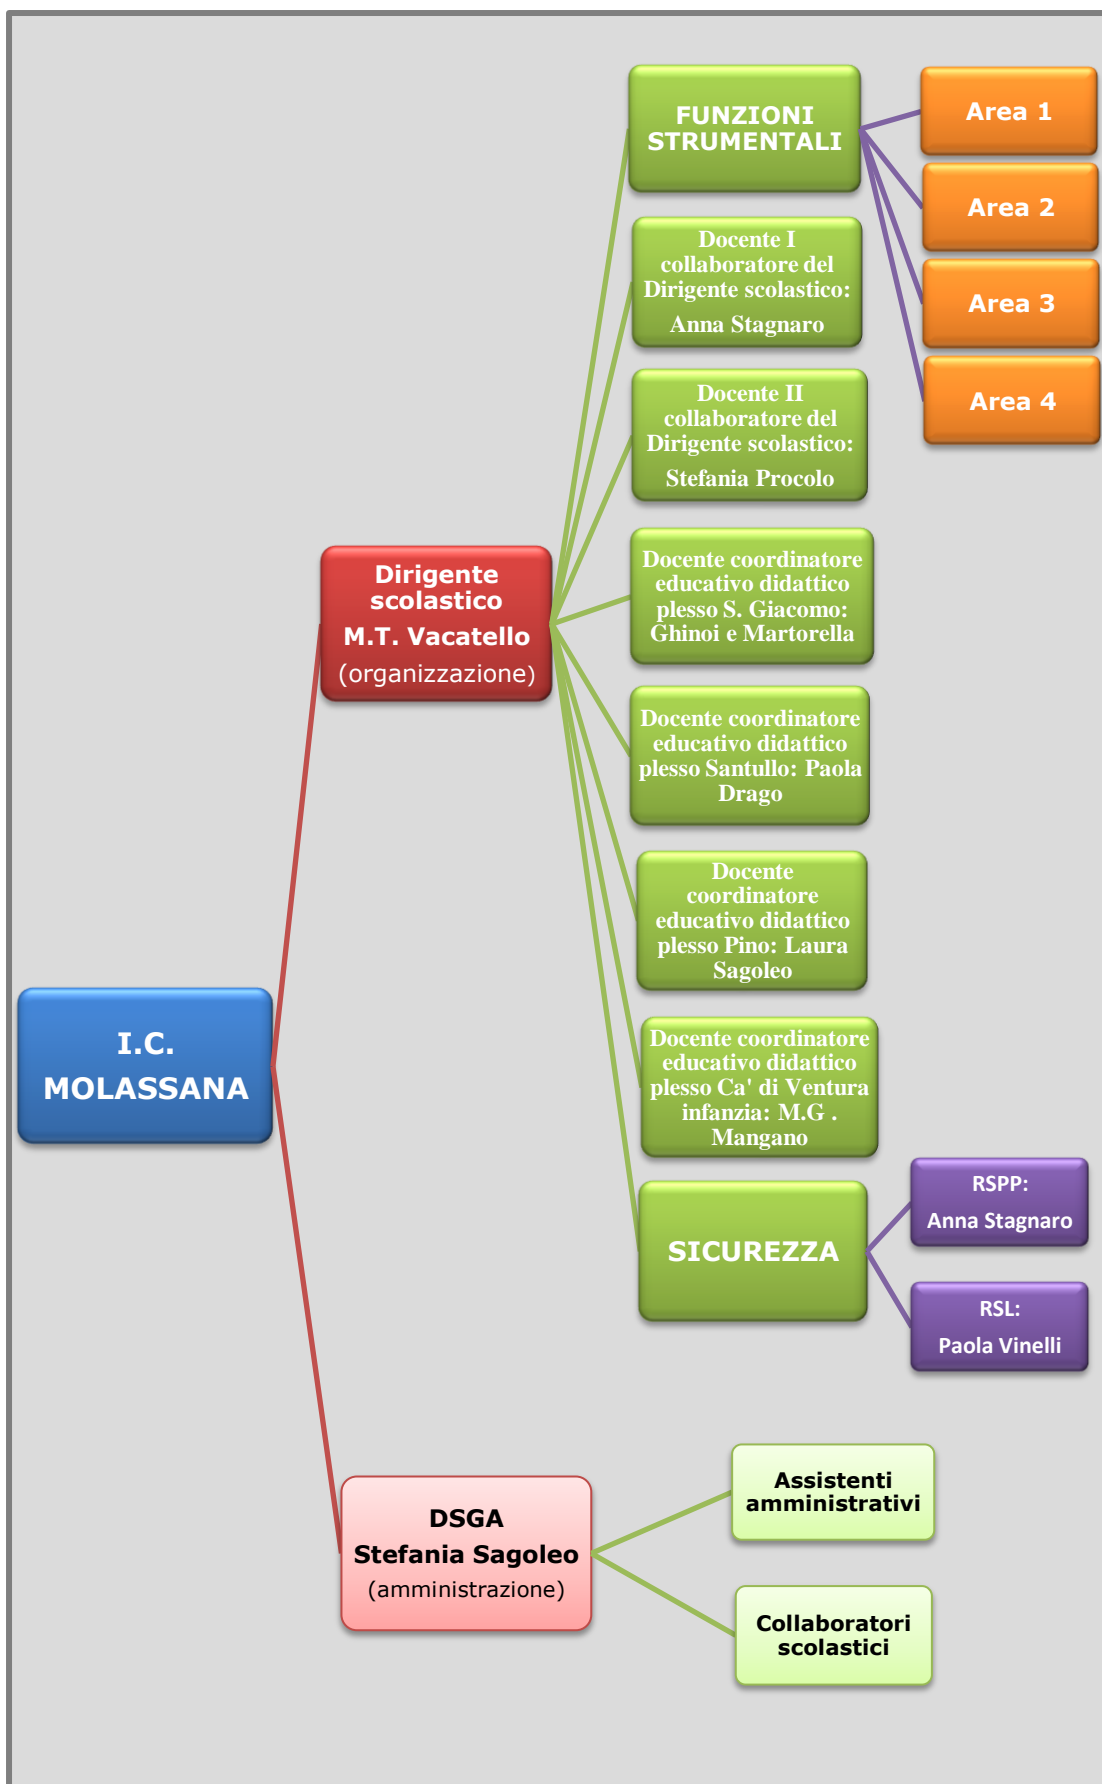 I.C.
MOLASSANA
Dirigente
scolastico
M.T. Vacatello
(organizzazione)
FUNZIONI
STRUMENTALI
Area 1
Area 2
Area 3
Area 4
Docente I
collaboratore del
Dirigente scolastico:
Anna Stagnaro
Docente II
collaboratore del
Dirigente scolastico:
Stefania Procolo
Docente coordinatore
educativo didattico
plesso S. Giacomo:
Ghinoi e Martorella
Docente coordinatore
educativo didattico
plesso Santullo: Paola
Drago
Docente
coordinatore
educativo didattico
plesso Pino: Laura
Sagoleo
Docente coordinatore
educativo didattico
plesso Ca' di Ventura
infanzia: M.G .
Mangano
SICUREZZA
RSPP:
Anna Stagnaro
RSL:
Paola Vinelli
DSGA
Stefania Sagoleo
(amministrazione)
Assistenti
amministrativi
Collaboratori
scolastici